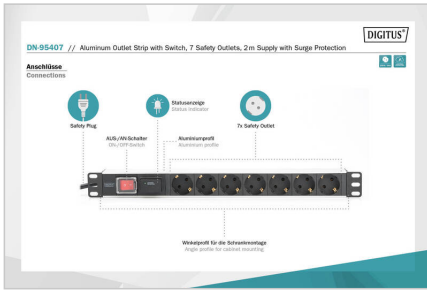 DIGITUS®
DN-95407 // Aluminum Outlet Strip with Switch, 7 Safety Outlets, 2 m Supply with Surge Protection
Anschlüsse
Connections
Statusanzeige
Status indicator
Safety Plug
7x Safety Outlet
AUS-/AN-Schalter
ON-/OFF-Switch
Aluminiumprofil
Aluminium profile
Winkelprofil für die Schrankmontage
Angle profile for cabinet mounting